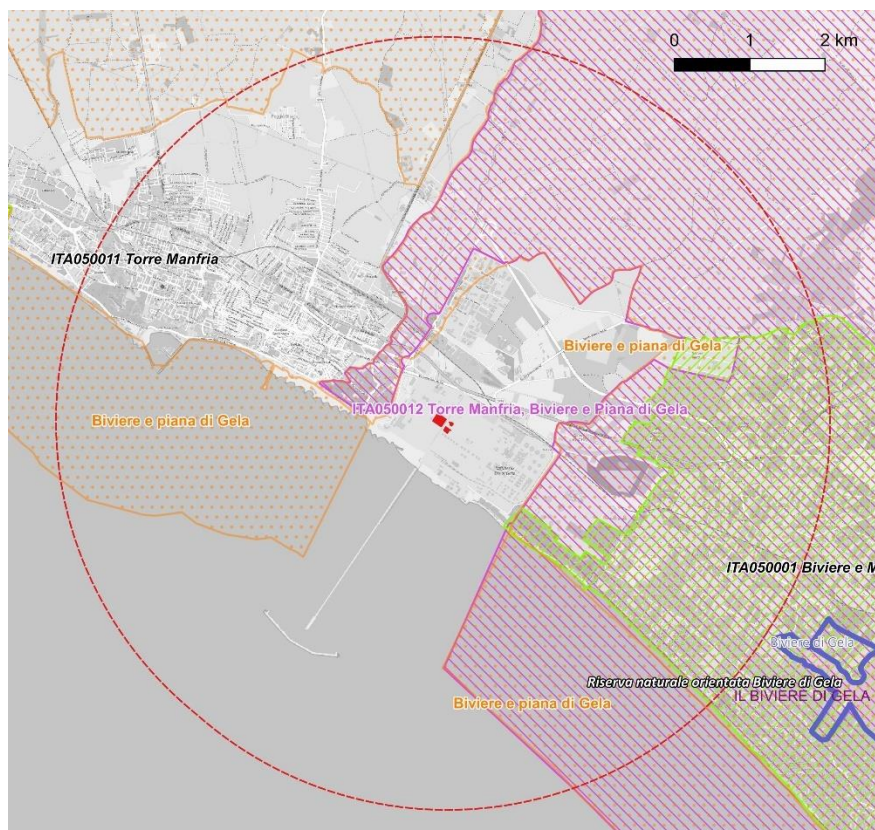 0 1 2 km
ITA050011 Torre Manfria
Biviere e piana di Gela
ITA050012 Torre Manfria, Biviere e Piana di Gela
Biviere e piana di Gela
ITA050001 Biviere e M
Biviere di Gela
Riserva naturale orientata Biviere di Gela
IL BIVIERE DI GELA
Biviere e piana di Gela